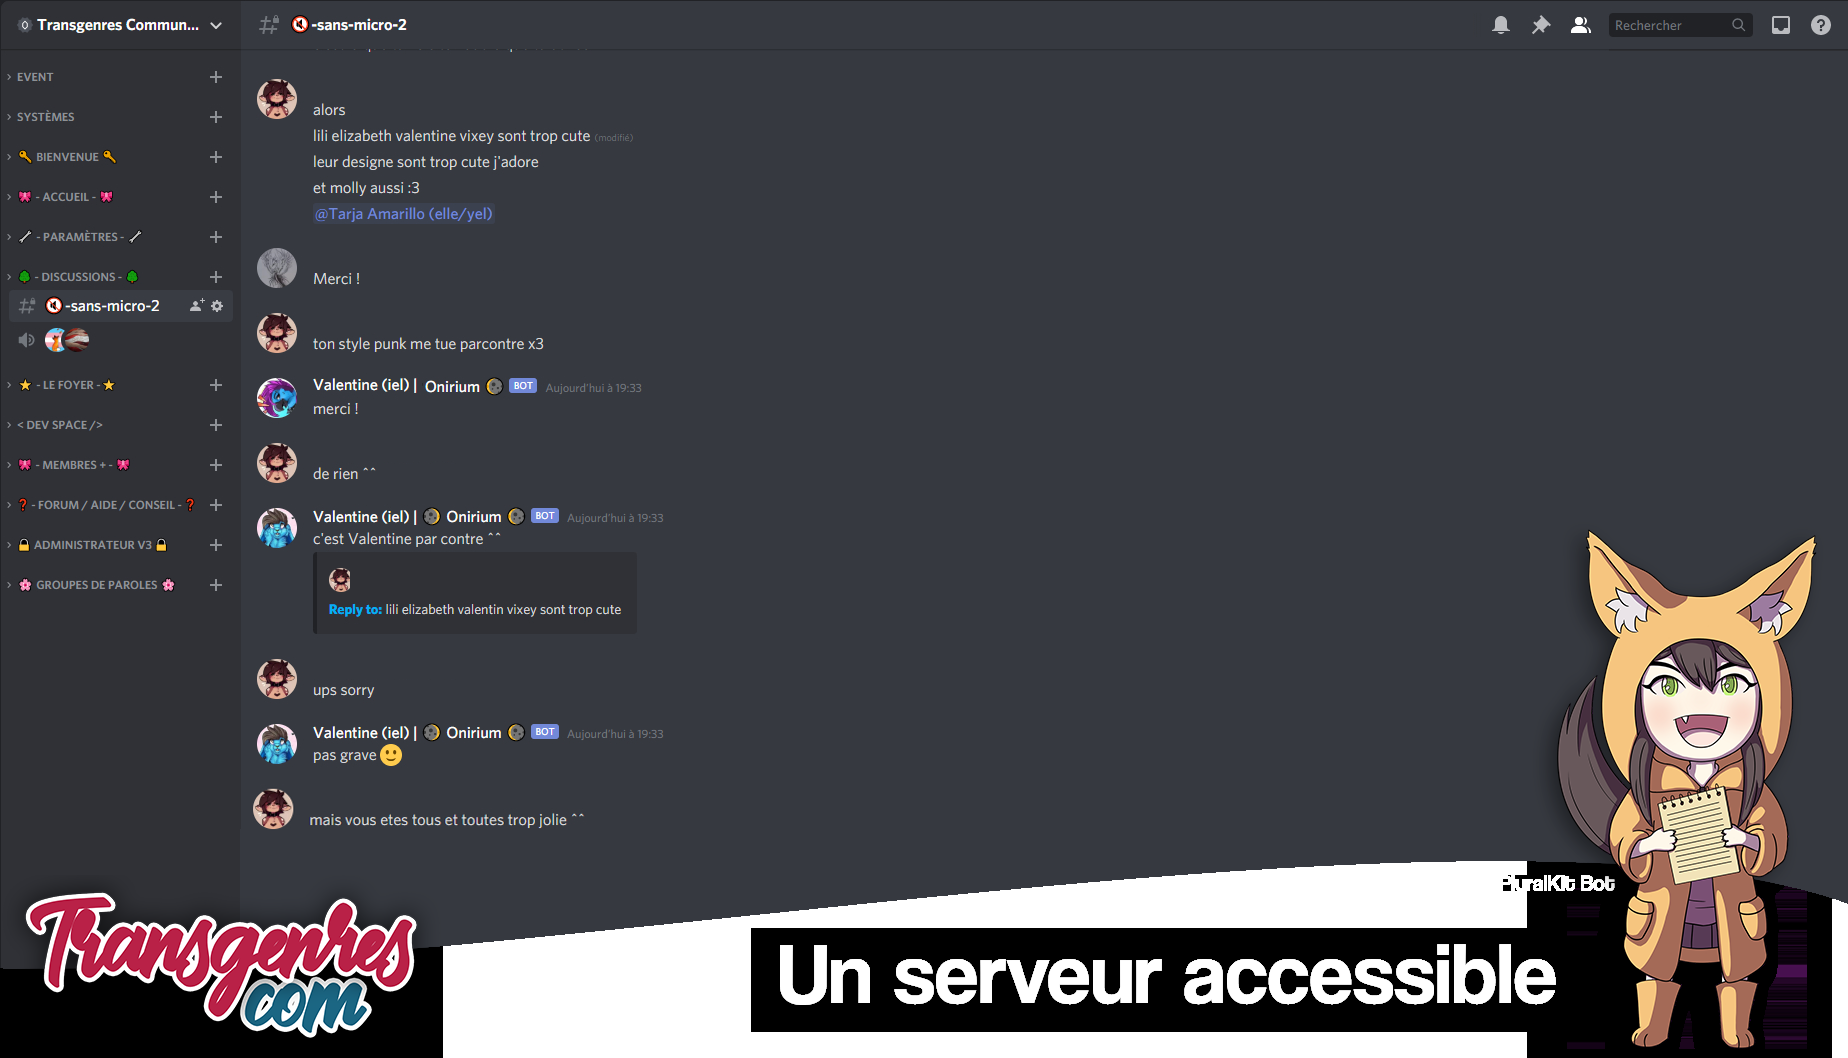 Transgenres Commun...
-sans-micro-2
Rechercher
EVENT
SYSTÈMES
BIENVENUE
- ACCUEIL -
- PARAMÈTRES -
- DISCUSSIONS -
-sans-micro-2
- LE FOYER -
< DEV SPACE />
- MEMBRES + -
- FORUM / AIDE / CONSEIL -
ADMINISTRATEUR V3
GROUPES DE PAROLES
alors
lili elizabeth valentine vixey sont trop cute (modifié)
leur designe sont trop cute j'adore
et molly aussi :3
@Tarja Amarillo (elle/yel)
Merci !
ton style punk me tue parcontre x3
Valentine (iel) | Onirium BOT Aujourd'hui à 19:33
merci !
de rien ^^
Valentine (iel) | Onirium BOT Aujourd'hui à 19:33
c'est Valentine par contre ^^
Reply to: lili elizabeth valentin vixey sont trop cute
ups sorry
Valentine (iel) | Onirium BOT Aujourd'hui à 19:33
pas grave
mais vous etes tous et toutes trop jolie ^^
PluralKit Bot
Transgenres
com
Un serveur accessible